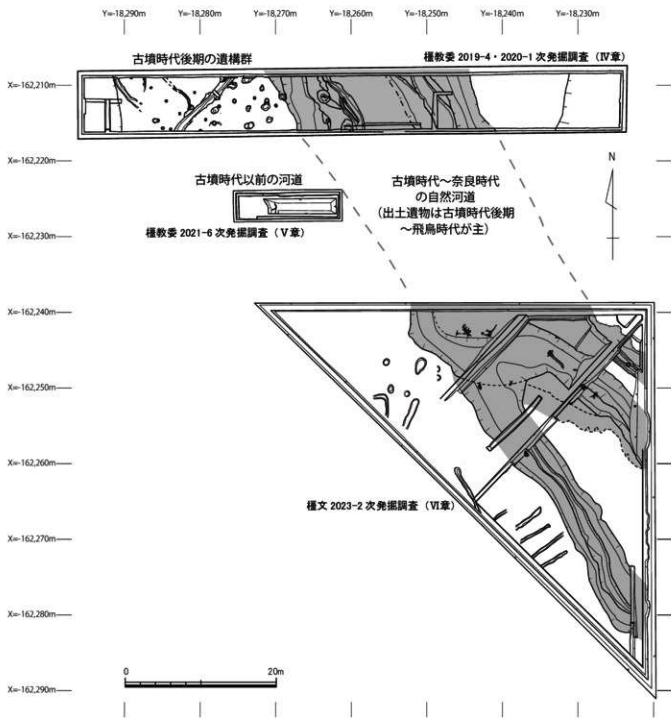 Y=-18,290m
Y=-18,280m
Y=-18,270m
Y=-18,260m
Y=-18,250m
Y=-18,240m
Y=-18,230m
古墳時代後期の遺構群
橿教委 2019-4・2020-1 次発掘調査(Ⅳ章)
X=-162,210m
X=-162,220m
古墳時代以前の河道
古墳時代~奈良時代
の自然河道
(出土遺物は古墳時代後期
~飛鳥時代が主)
N
橿教委 2021-6 次発掘調査(Ⅴ章)
X=-162,230m
X=-162,240m
X=-162,250m
X=-162,260m
橿文 2023-2 次発掘調査(Ⅵ章)
X=-162,270m
X=-162,280m
0
20m
X=-162,290m